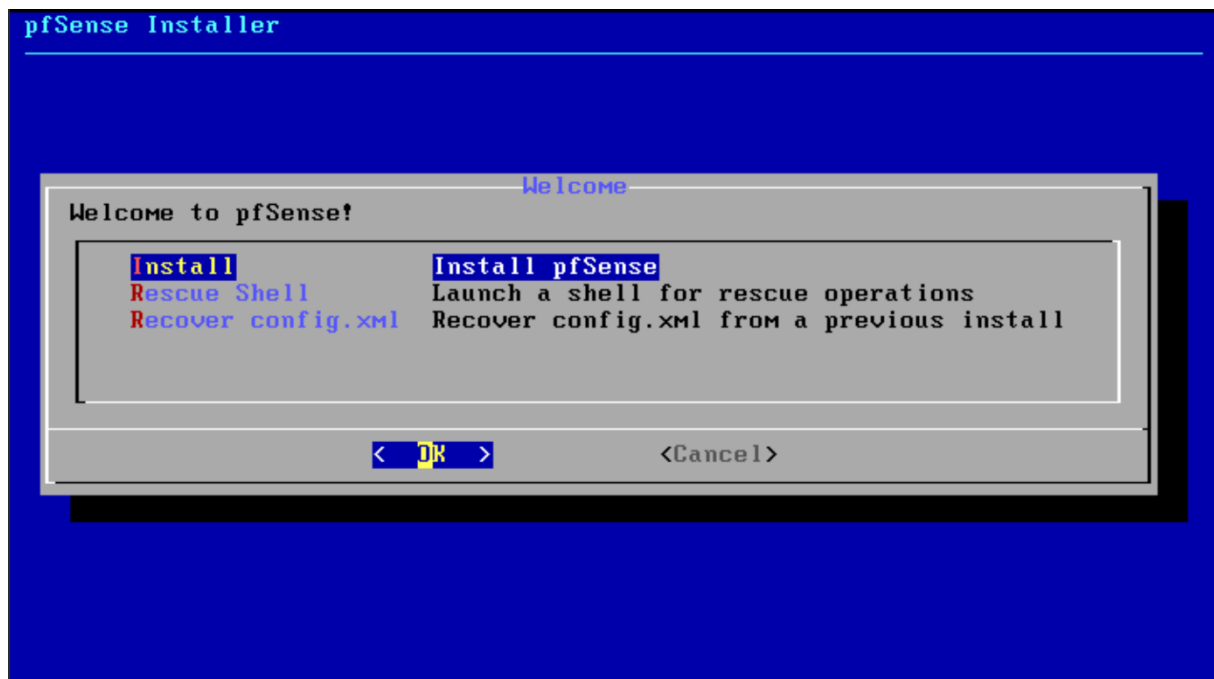 pfSense Installer
Welcome
Welcome to pfSense!
Install Install pfSense
Rescue Shell Launch a shell for rescue operations
Recover config.xml Recover config.xml from a previous install
< OK > <Cancel>